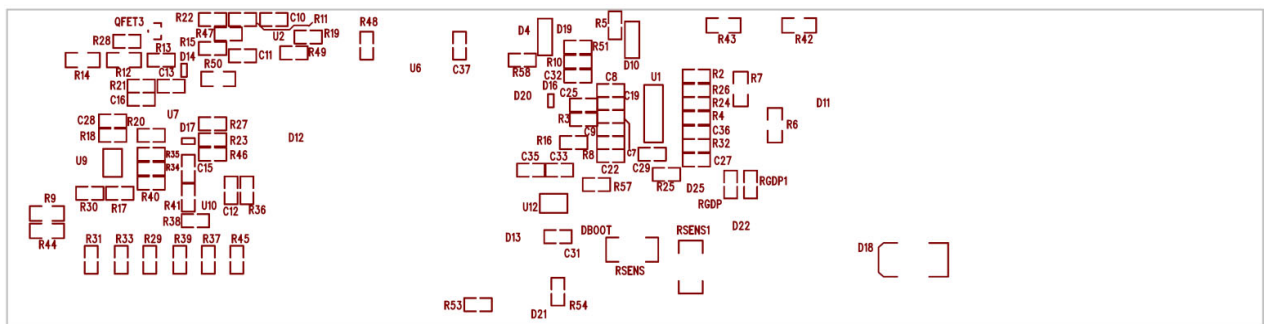 QFET3
R22
C10
R11
R48
R5
D4
D19
R43
R42
R28
R47
U2
R19
R15
R51
R14
R12
R13
D14
C11
R49
U6
C37
R58
R10
D10
R50
C32
C8
U1
R2
R7
R21
C13
D16
C16
D20
C25
C19
R26
R24
D11
U7
R3
R4
R6
C28
R20
D17
R27
D12
C9
C36
R18
R23
R16
R32
U9
R35
R46
R8
C7
R34
C15
C35
C33
C22
C29
C27
R40
R57
R25
D25
RGDP1
R9
R30
R17
R41
U10
C12
R36
U12
RGDP
R38
D22
R44
R31
R33
R29
R39
R37
R45
D13
C31
DBOOT
RSENS1
D18
RSENS
R53
R54
D21